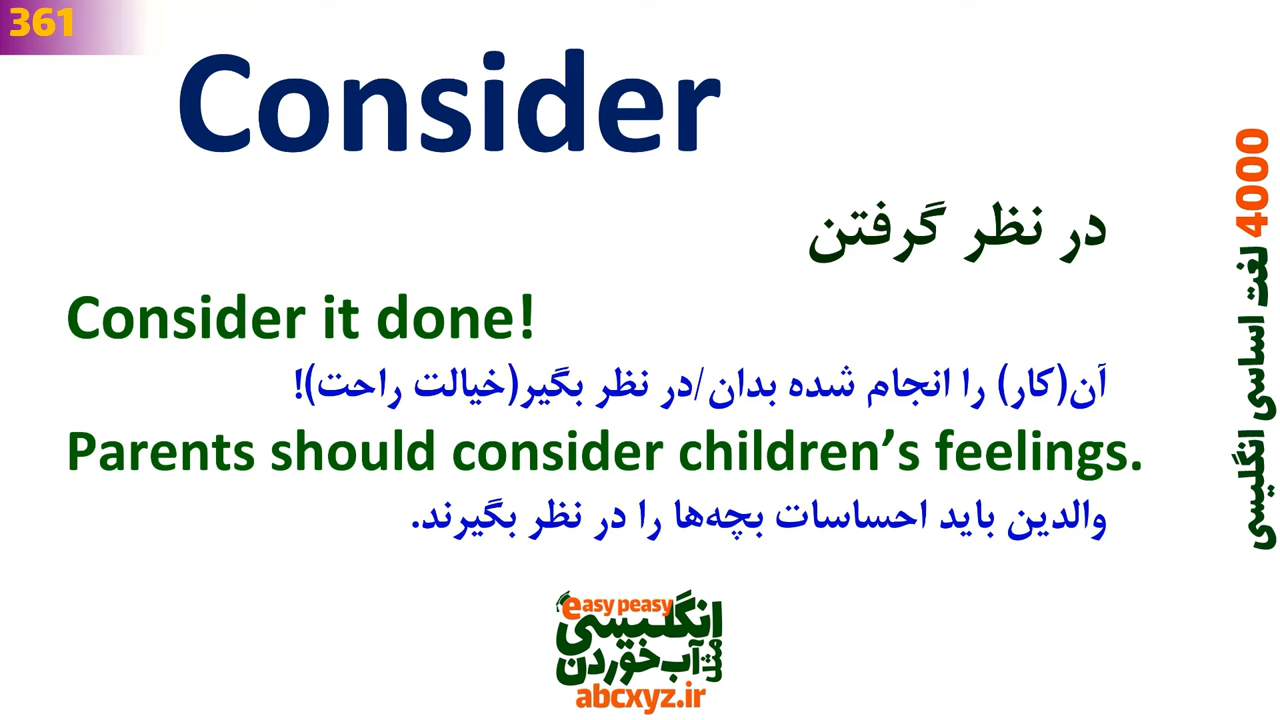 361
Consider
در نظر گرفتن
Consider it done!
آن(کار) را انجام شده بدان/در نظر بگیر(خیالت راحت)!
Parents should consider children’s feelings.
والدین باید احساسات بچه‌ها را در نظر بگیرند.
4000 لغت اساسی انگلیسی
easy peasy
انگلیسی
مثل آب خوردن
abcxyz.ir